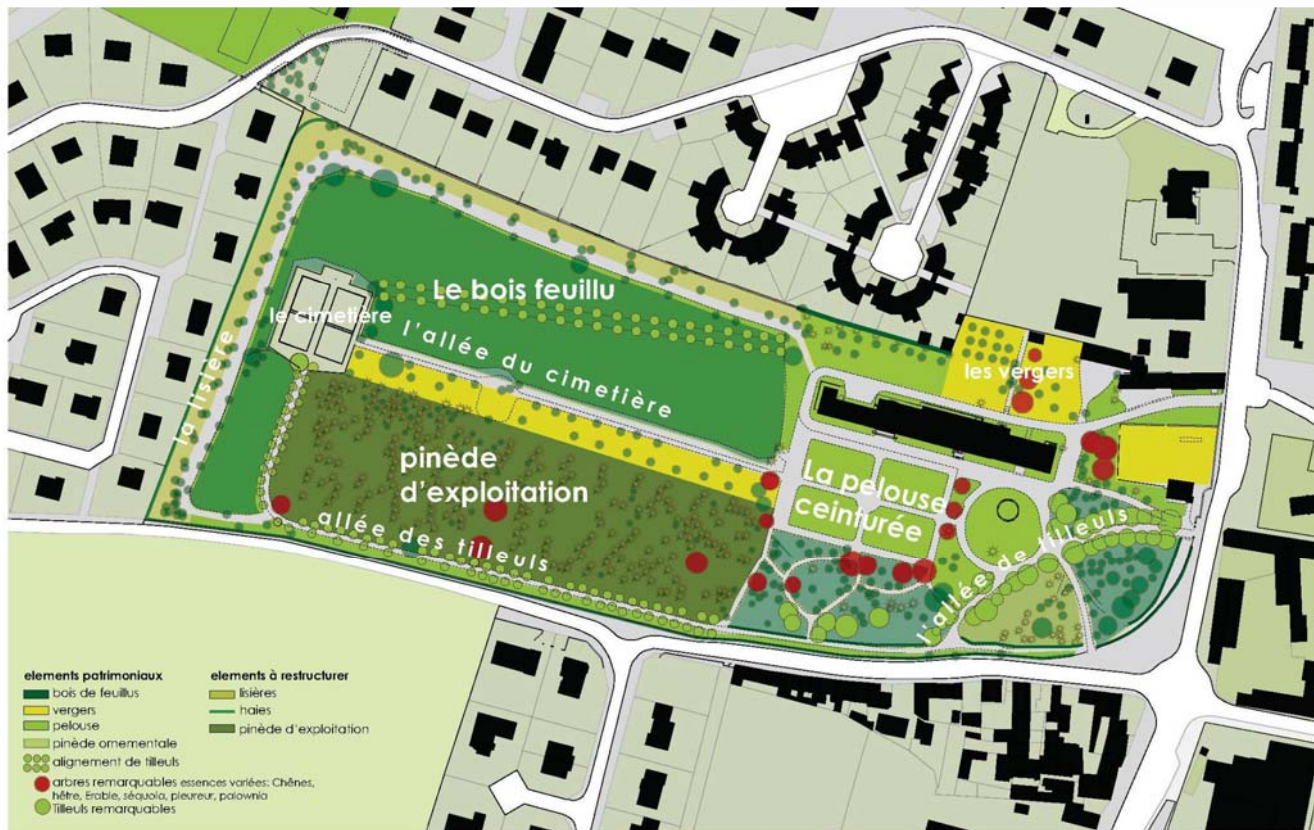 Le bois feuillu
le cimetière
l'allée du cimetière
la lisière
les vergers
pinède
d'exploitation
La pelouse
ceinturée
allée des tilleuls
l'allée de tilleuls
elements patrimoniaux
bois de feuillus
vergers
pelouse
pinède ornementale
alignement de tilleuls
arbres remarquables essences variées: Chênes,
hêtre, Erable, séquoia, pleureur, palownia
Tilleuls remarquables
elements à restructurer
lisières
haies
pinède d'exploitation